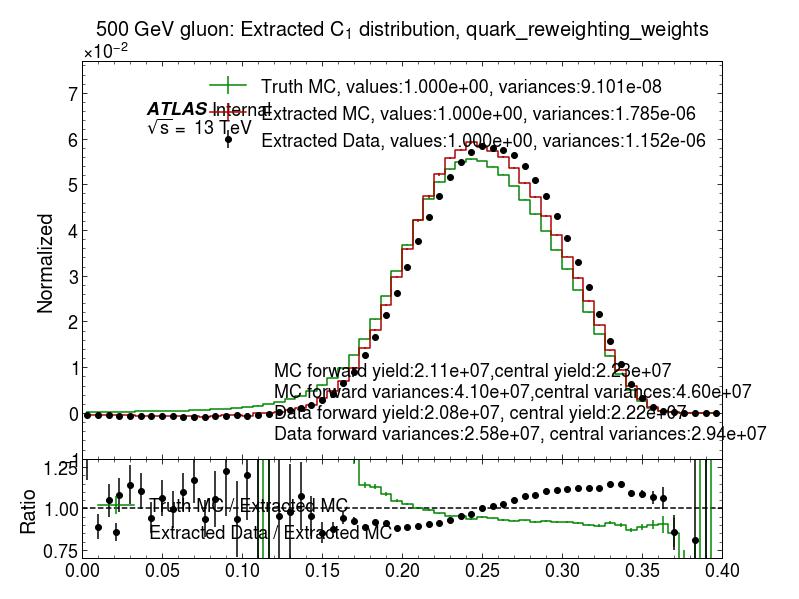 500 GeV gluon: Extracted C₁ distribution, quark_reweighting_weights
×10⁻²
Truth MC, values:1.000e+00, variances:9.101e-08
ATLAS Internal
Extracted MC, values:1.000e+00, variances:1.785e-06
√s = 13 TeV
Extracted Data, values:1.000e+00, variances:1.152e-06
7
6
5
4
3
2
1
0
-1
Normalized
MC forward yield:2.11e+07,central yield:2.23e+07
MC forward variances:4.10e+07,central variances:4.60e+07
Data forward yield:2.08e+07, central yield:2.22e+07
Data forward variances:2.58e+07, central variances:2.94e+07
1.25
1.00
0.75
Ratio
Truth MC / Extracted MC
Extracted Data / Extracted MC
0.00 0.05 0.10 0.15 0.20 0.25 0.30 0.35 0.40